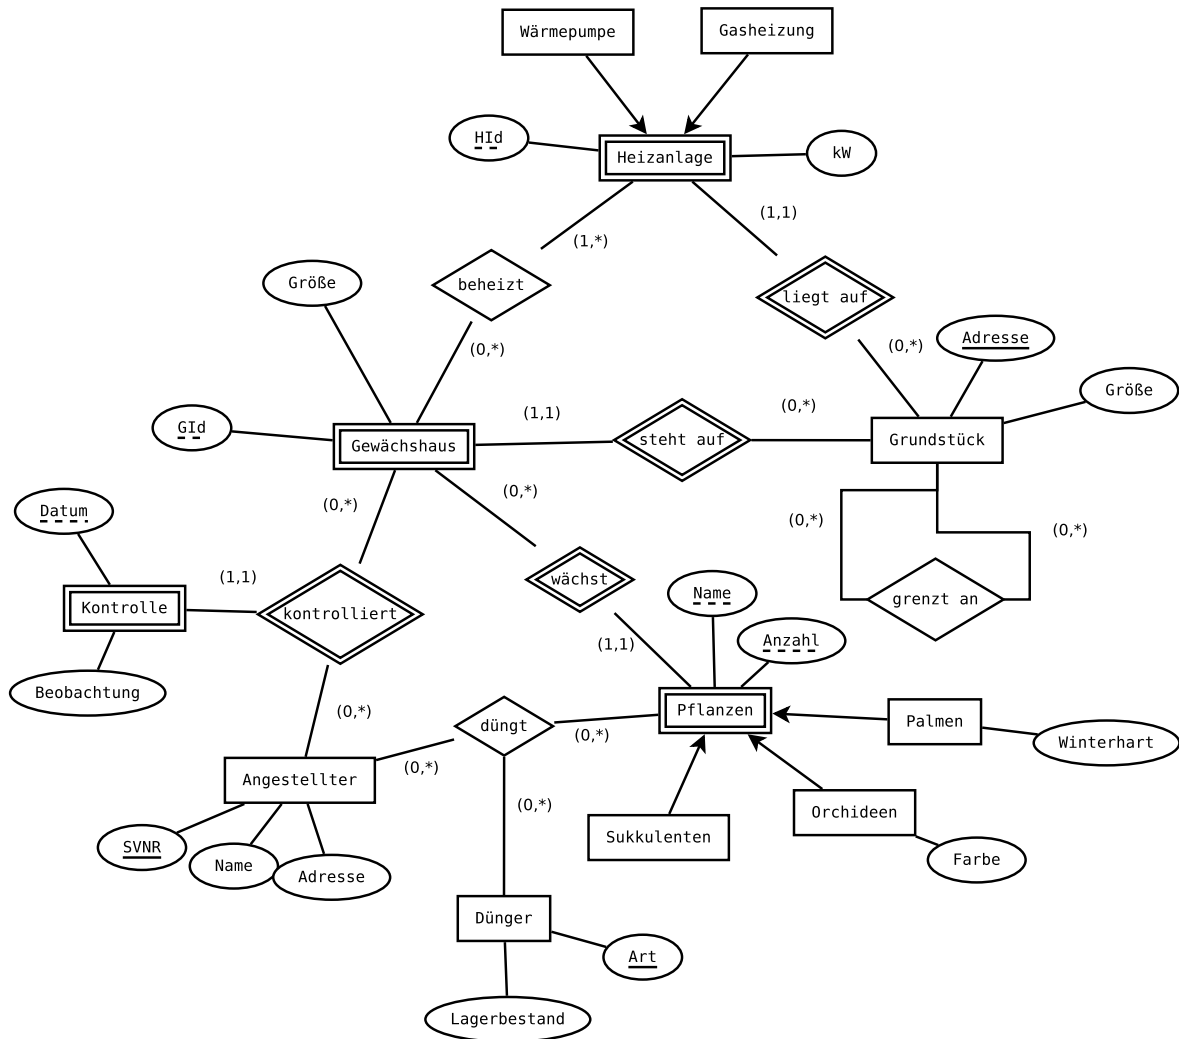 Wärmepumpe
Gasheizung
HId
Heizanlage
kW
(1,1)
(1,*)
Größe
beheizt
liegt auf
Adresse
(0,*)
(0,*)
Größe
GId
(1,1)
(0,*)
Gewächshaus
steht auf
Grundstück
(0,*)
(0,*)
Datum
(0,*)
(0,*)
(1,1)
wächst
Name
grenzt an
Kontrolle
kontrolliert
(1,1)
Anzahl
Beobachtung
(0,*)
düngt
Pflanzen
Palmen
(0,*)
Winterhart
(0,*)
Angestellter
(0,*)
Orchideen
Sukkulenten
SVNR
Name
Adresse
Farbe
Dünger
Art
Lagerbestand